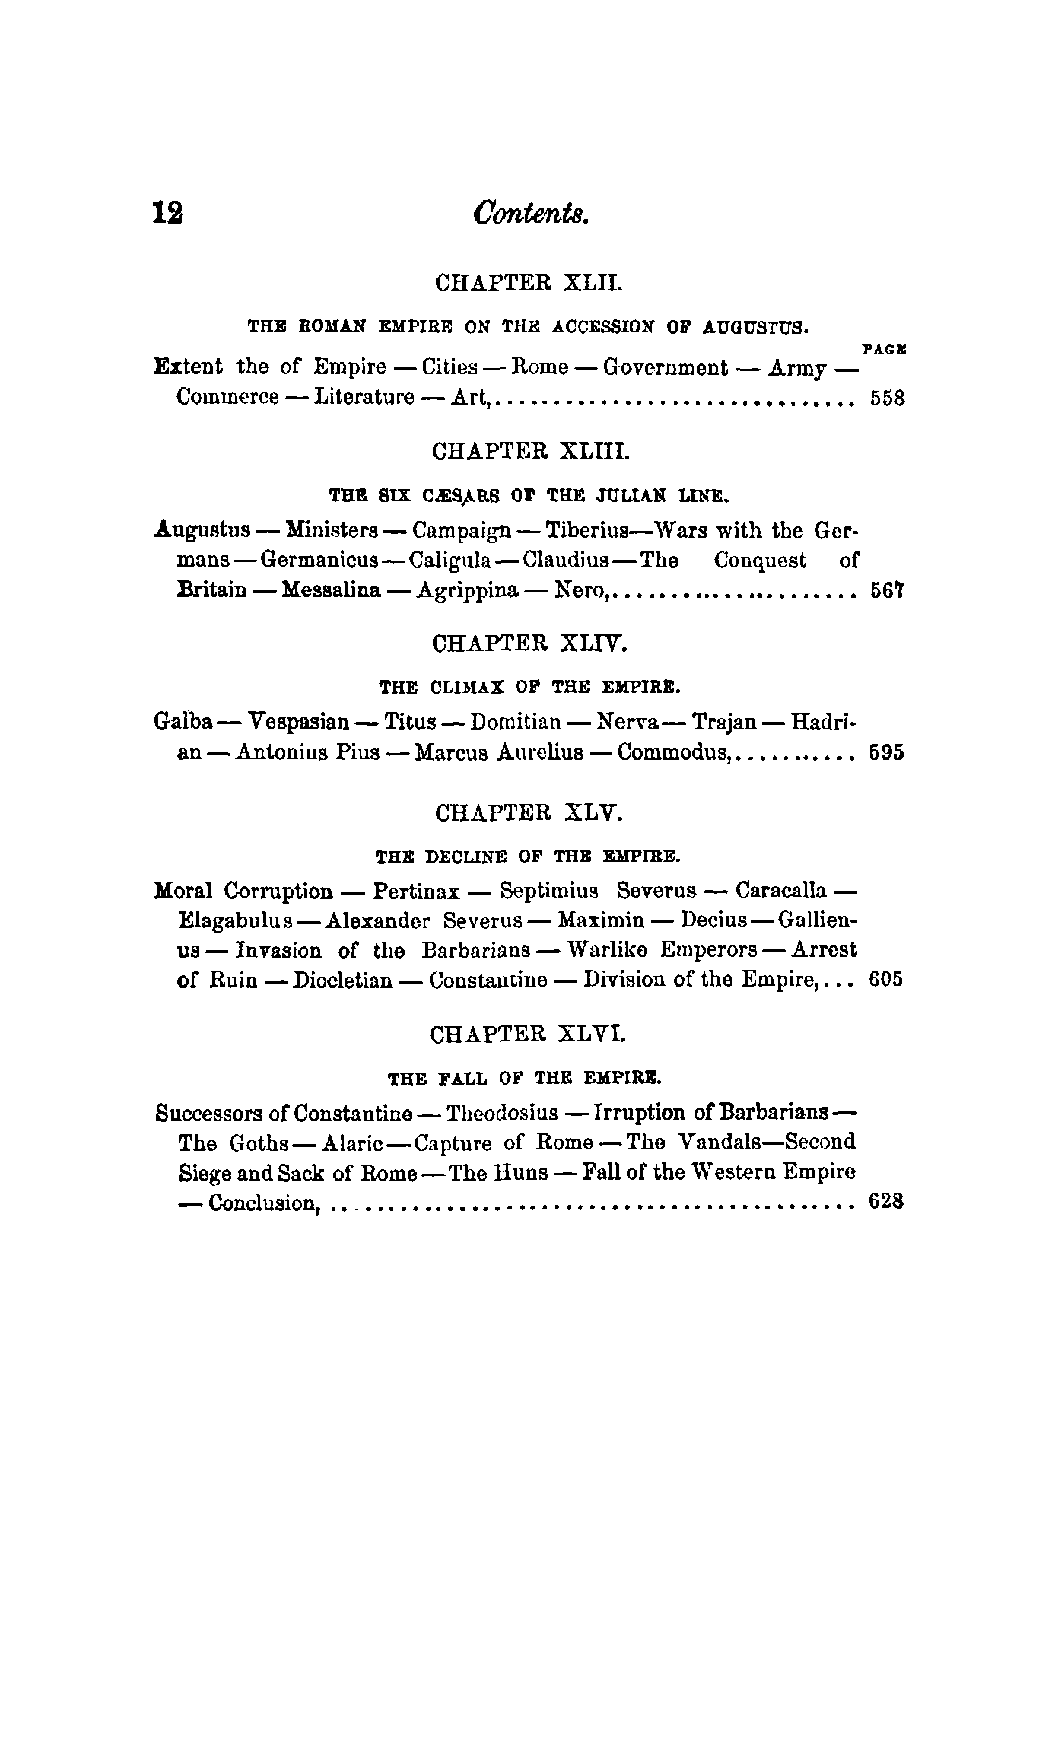 12 Contents.
CHAPTER XLII.
THE ROMAN EMPIRE ON THE ACCESSION OF AUGUSTUS.
PAGE
Extent the of Empire — Cities — Rome — Government — Army —
Commerce — Literature — Art,............................... 558
CHAPTER XLIII.
THE SIX CÆSARS OF THE JULIAN LINE.
Augustus — Ministers — Campaign — Tiberius—Wars with the Ger-
mans—Germanicus—Caligula—Claudius—The Conquest of
Britain — Messalina — Agrippina — Nero,...................... 567
CHAPTER XLIV.
THE CLIMAX OF THE EMPIRE.
Galba — Vespasian — Titus — Domitian — Nerva — Trajan — Hadri-
an — Antonius Pius — Marcus Aurelius — Commodus,........... 595
CHAPTER XLV.
THE DECLINE OF THE EMPIRE.
Moral Corruption — Pertinax — Septimius Severus — Caracalla —
Elagabulus—Alexander Severus — Maximin — Decius—Gallien-
us — Invasion of the Barbarians — Warlike Emperors — Arrest
of Ruin — Diocletian — Constantine — Division of the Empire,... 605
CHAPTER XLVI.
THE FALL OF THE EMPIRE.
Successors of Constantine — Theodosius — Irruption of Barbarians—
The Goths— Alaric—Capture of Rome — The Vandals—Second
Siege and Sack of Rome—The Huns — Fall of the Western Empire
— Conclusion, ............................................. 628